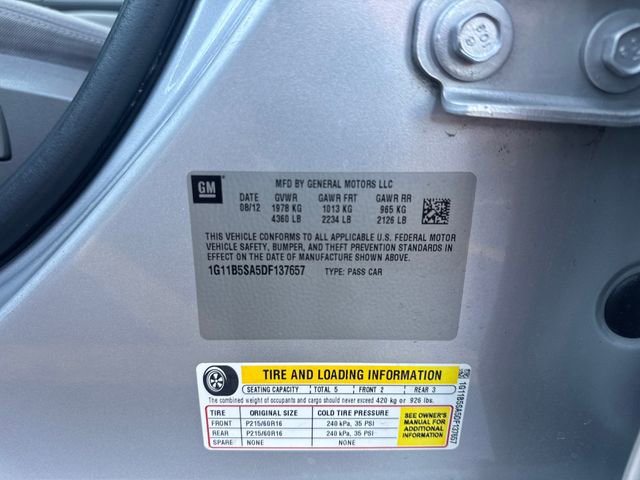 GM
MFD BY GENERAL MOTORS LLC
DATE GVWR GAWR FRT GAWR RR
08/12 1978 KG 1013 KG 965 KG
4360 LB 2234 LB 2126 LB
THIS VEHICLE CONFORMS TO ALL APPLICABLE U.S. FEDERAL MOTOR
VEHICLE SAFETY, BUMPER, AND THEFT PREVENTION STANDARDS
IN EFFECT ON THE DATE OF MANUFACTURE SHOWN ABOVE.
1G11B5SA5DF137657 TYPE: PASS CAR
TIRE AND LOADING INFORMATION
SEATING CAPACITY TOTAL 5 FRONT 2 REAR 3
The combined weight of occupants and cargo should never exceed 420 kg or 926 lbs.
TIRE ORIGINAL SIZE COLD TIRE PRESSURE
FRONT P215/60R16 240 kPa, 35 PSI
REAR P215/60R16 240 kPa, 35 PSI
SPARE NONE NONE
SEE OWNER'S
MANUAL FOR
ADDITIONAL
INFORMATION
1G11B5SA5DF137657